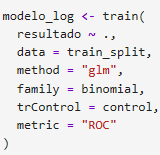 modelo_log <- train(
  resultado ~ .,
  data = train_split,
  method = "glm",
  family = binomial,
  trControl = control,
  metric = "ROC"
)